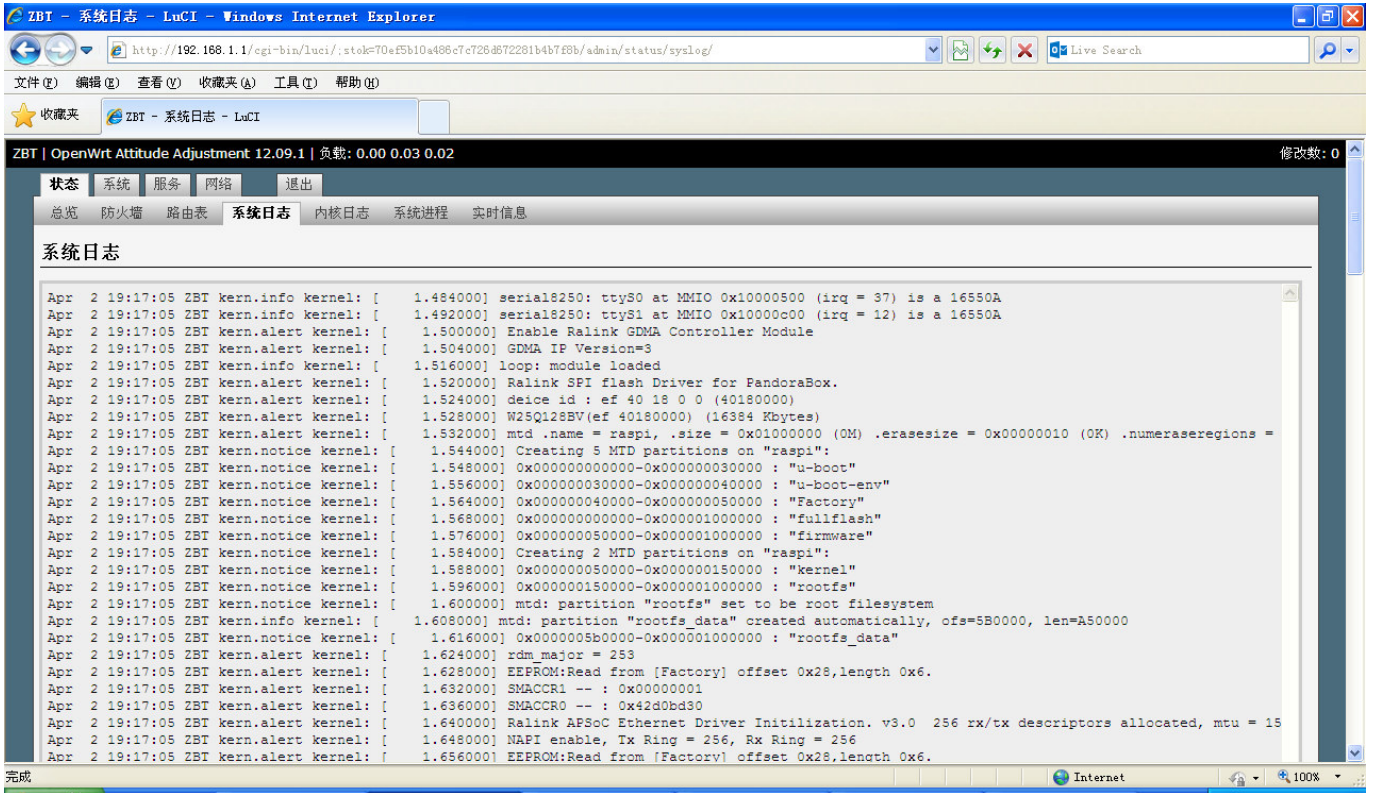 ZBT - 系统日志 - LuCI - Windows Internet Explorer
http://192.168.1.1/cgi-bin/luci/;stok=70ef5b10a486c7c726d672281b4b7f8b/admin/status/syslog/ Live Search
文件(F) 编辑(E) 查看(V) 收藏夹(A) 工具(T) 帮助(H)
收藏夹 ZBT - 系统日志 - LuCI
ZBT | OpenWrt Attitude Adjustment 12.09.1 | 负载: 0.00 0.03 0.02 修改数: 0
状态 系统 服务 网络 退出
总览 防火墙 路由表 系统日志 内核日志 系统进程 实时信息
系统日志
Apr  2 19:17:05 ZBT kern.info kernel: [    1.484000] serial8250: ttyS0 at MMIO 0x10000500 (irq = 37) is a 16550A
Apr  2 19:17:05 ZBT kern.info kernel: [    1.492000] serial8250: ttyS1 at MMIO 0x10000c00 (irq = 12) is a 16550A
Apr  2 19:17:05 ZBT kern.alert kernel: [    1.500000] Enable Ralink GDMA Controller Module
Apr  2 19:17:05 ZBT kern.alert kernel: [    1.504000] GDMA IP Version=3
Apr  2 19:17:05 ZBT kern.info kernel: [    1.516000] loop: module loaded
Apr  2 19:17:05 ZBT kern.alert kernel: [    1.520000] Ralink SPI flash Driver for PandoraBox.
Apr  2 19:17:05 ZBT kern.alert kernel: [    1.524000] deice id : ef 40 18 0 0 (40180000)
Apr  2 19:17:05 ZBT kern.alert kernel: [    1.528000] W25Q128BV(ef 40180000) (16384 Kbytes)
Apr  2 19:17:05 ZBT kern.alert kernel: [    1.532000] mtd .name = raspi, .size = 0x01000000 (0M) .erasesize = 0x00000010 (0K) .numeraseregions =
Apr  2 19:17:05 ZBT kern.notice kernel: [    1.544000] Creating 5 MTD partitions on "raspi":
Apr  2 19:17:05 ZBT kern.notice kernel: [    1.548000] 0x000000000000-0x000000030000 : "u-boot"
Apr  2 19:17:05 ZBT kern.notice kernel: [    1.556000] 0x000000030000-0x000000040000 : "u-boot-env"
Apr  2 19:17:05 ZBT kern.notice kernel: [    1.564000] 0x000000040000-0x000000050000 : "Factory"
Apr  2 19:17:05 ZBT kern.notice kernel: [    1.568000] 0x000000000000-0x000001000000 : "fullflash"
Apr  2 19:17:05 ZBT kern.notice kernel: [    1.576000] 0x000000050000-0x000001000000 : "firmware"
Apr  2 19:17:05 ZBT kern.notice kernel: [    1.584000] Creating 2 MTD partitions on "raspi":
Apr  2 19:17:05 ZBT kern.notice kernel: [    1.588000] 0x000000050000-0x000000150000 : "kernel"
Apr  2 19:17:05 ZBT kern.notice kernel: [    1.596000] 0x000000150000-0x000001000000 : "rootfs"
Apr  2 19:17:05 ZBT kern.notice kernel: [    1.600000] mtd: partition "rootfs" set to be root filesystem
Apr  2 19:17:05 ZBT kern.info kernel: [    1.608000] mtd: partition "rootfs_data" created automatically, ofs=5B0000, len=A50000
Apr  2 19:17:05 ZBT kern.notice kernel: [    1.616000] 0x0000005b0000-0x000001000000 : "rootfs_data"
Apr  2 19:17:05 ZBT kern.alert kernel: [    1.624000] rdm_major = 253
Apr  2 19:17:05 ZBT kern.alert kernel: [    1.628000] EEPROM:Read from [Factory] offset 0x28,length 0x6.
Apr  2 19:17:05 ZBT kern.alert kernel: [    1.632000] SMACCR1 -- : 0x00000001
Apr  2 19:17:05 ZBT kern.alert kernel: [    1.636000] SMACCR0 -- : 0x42d0bd30
Apr  2 19:17:05 ZBT kern.alert kernel: [    1.640000] Ralink APSoC Ethernet Driver Initilization. v3.0  256 rx/tx descriptors allocated, mtu = 15
Apr  2 19:17:05 ZBT kern.alert kernel: [    1.648000] NAPI enable, Tx Ring = 256, Rx Ring = 256
Apr  2 19:17:05 ZBT kern.alert kernel: [    1.656000] EEPROM:Read from [Factory] offset 0x28,length 0x6.
完成 Internet 100%